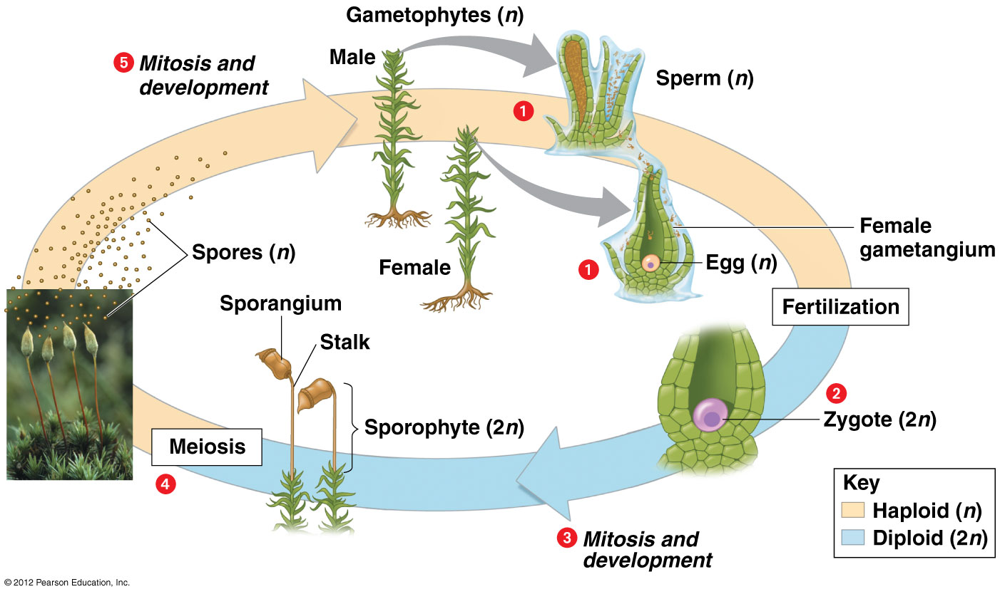 Gametophytes (n)
5 Mitosis and
development
Male
Sperm (n)
1
Female
gametangium
Spores (n)
Female
1
Egg (n)
Sporangium
Fertilization
Stalk
2
Zygote (2n)
Sporophyte (2n)
Meiosis
4
Key
Haploid (n)
Diploid (2n)
3 Mitosis and
development
© 2012 Pearson Education, Inc.